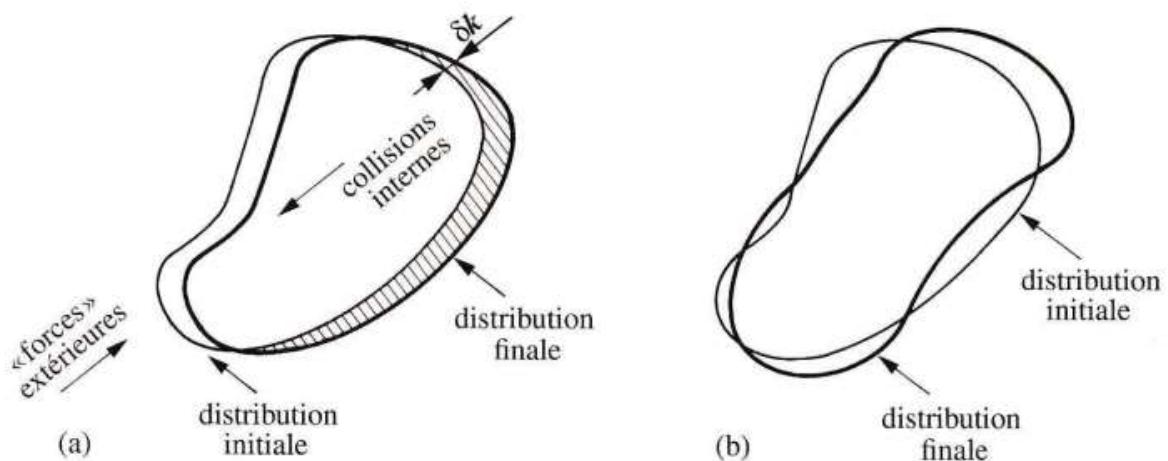 δk
collisions
internes
«forces»
extérieures
distribution
finale
distribution
initiale
(a)
distribution
initiale
distribution
finale
(b)